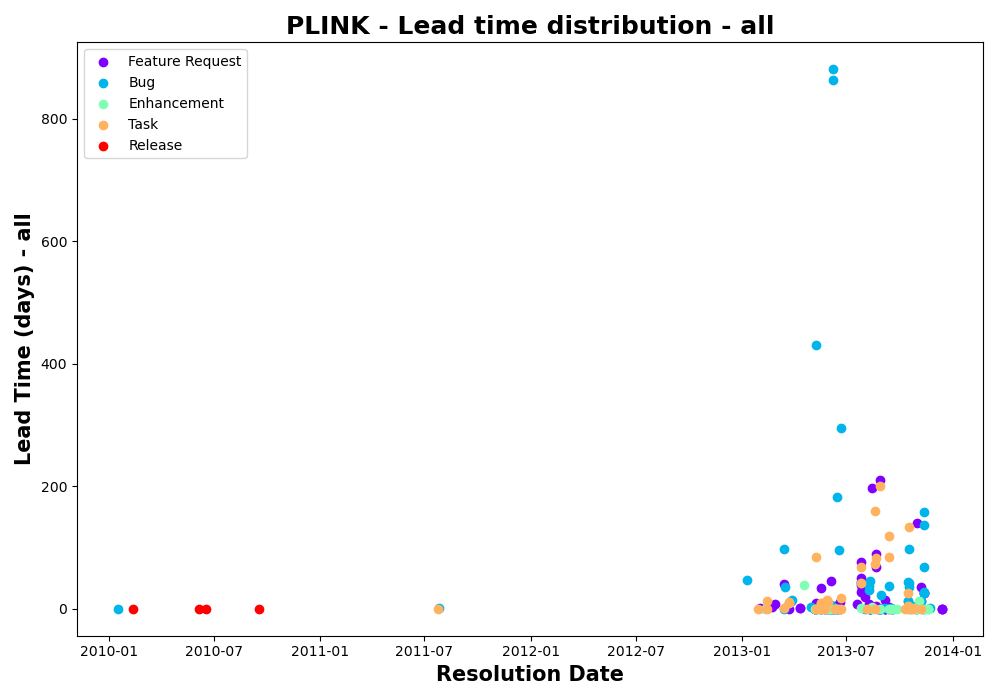 PLINK - Lead time distribution - all
Feature Request
Bug
Enhancement
Task
Release
Lead Time (days) - all
800
600
400
200
0
2010-01 2010-07 2011-01 2011-07 2012-01 2012-07 2013-01 2013-07 2014-01
Resolution Date